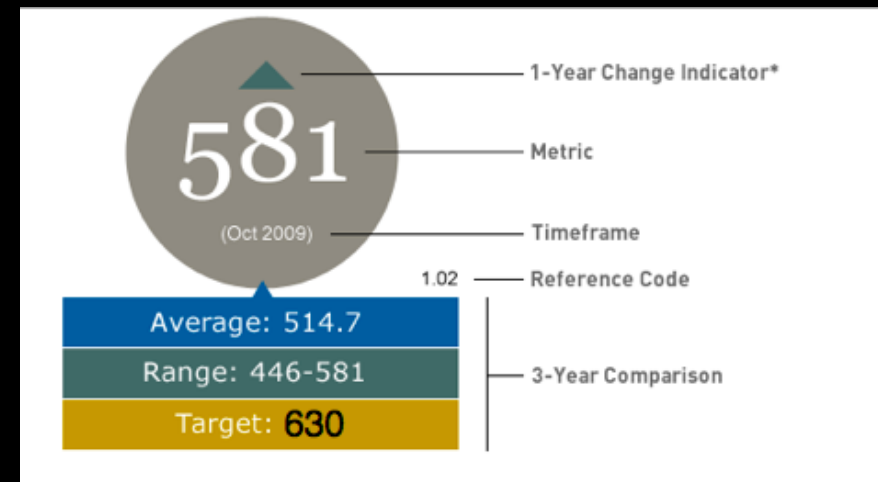 1-Year Change Indicator*
581
Metric
(Oct 2009)
Timeframe
1.02
Reference Code
Average: 514.7
Range: 446-581
3-Year Comparison
Target: 630